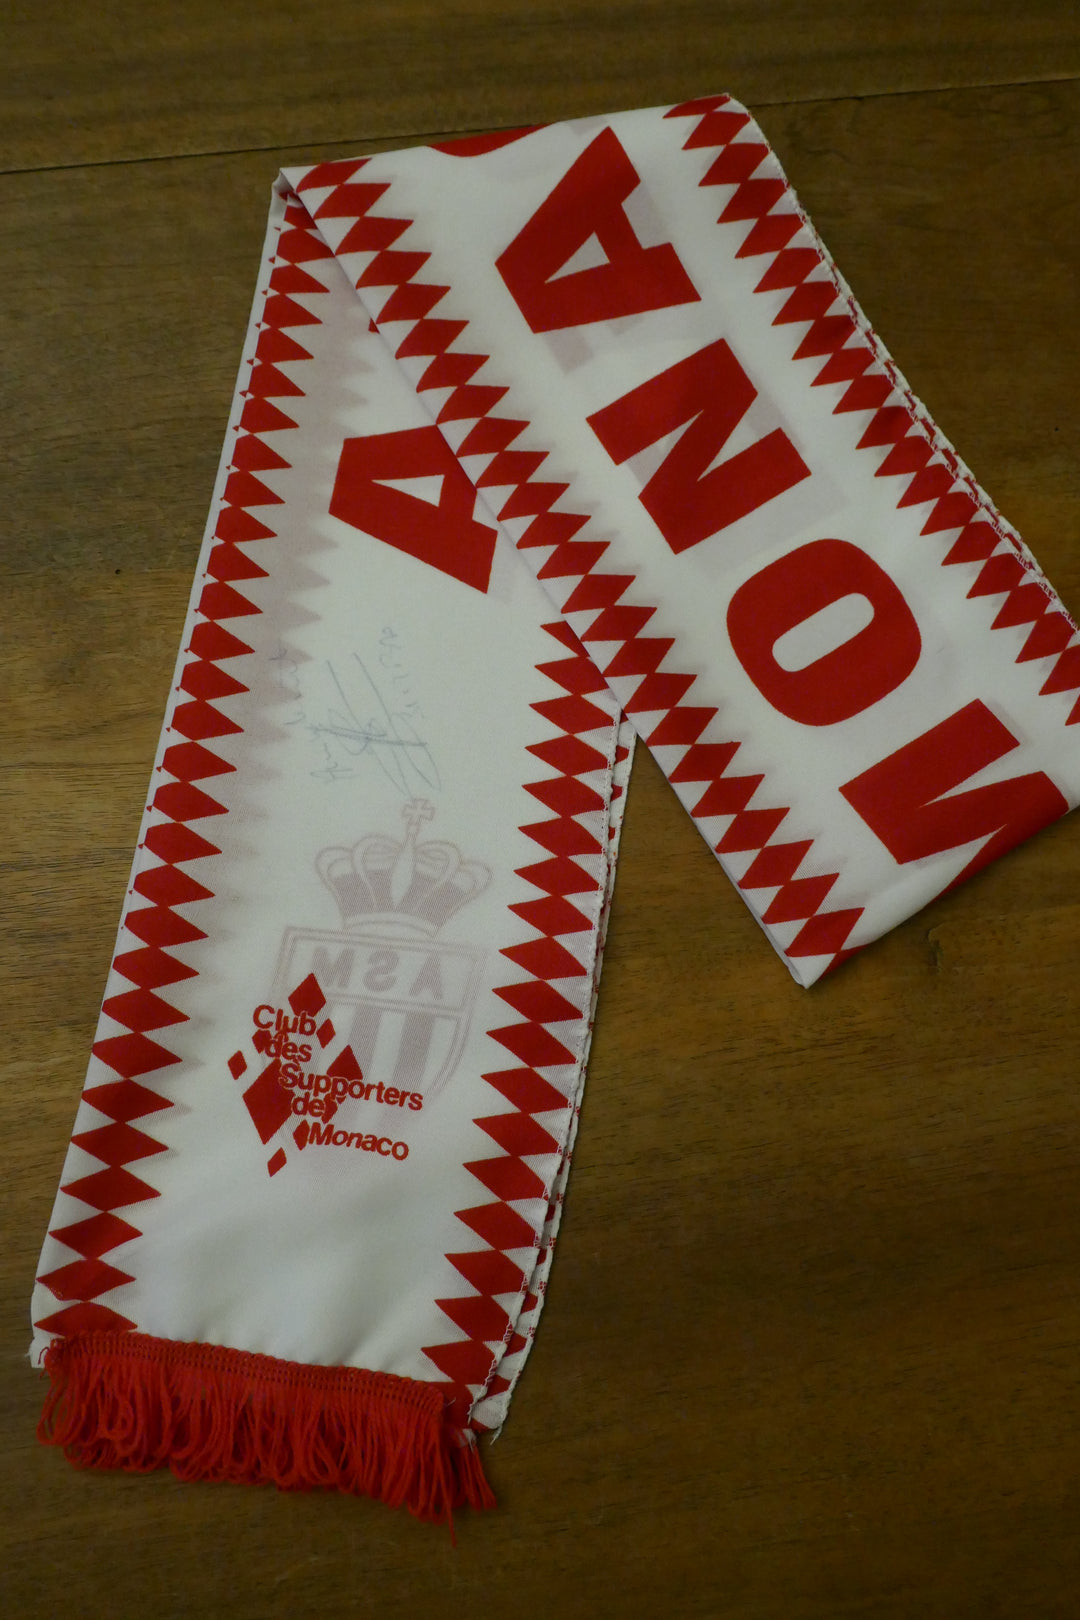 A
MONA
ASM
Club
des
Supporters
de
Monaco